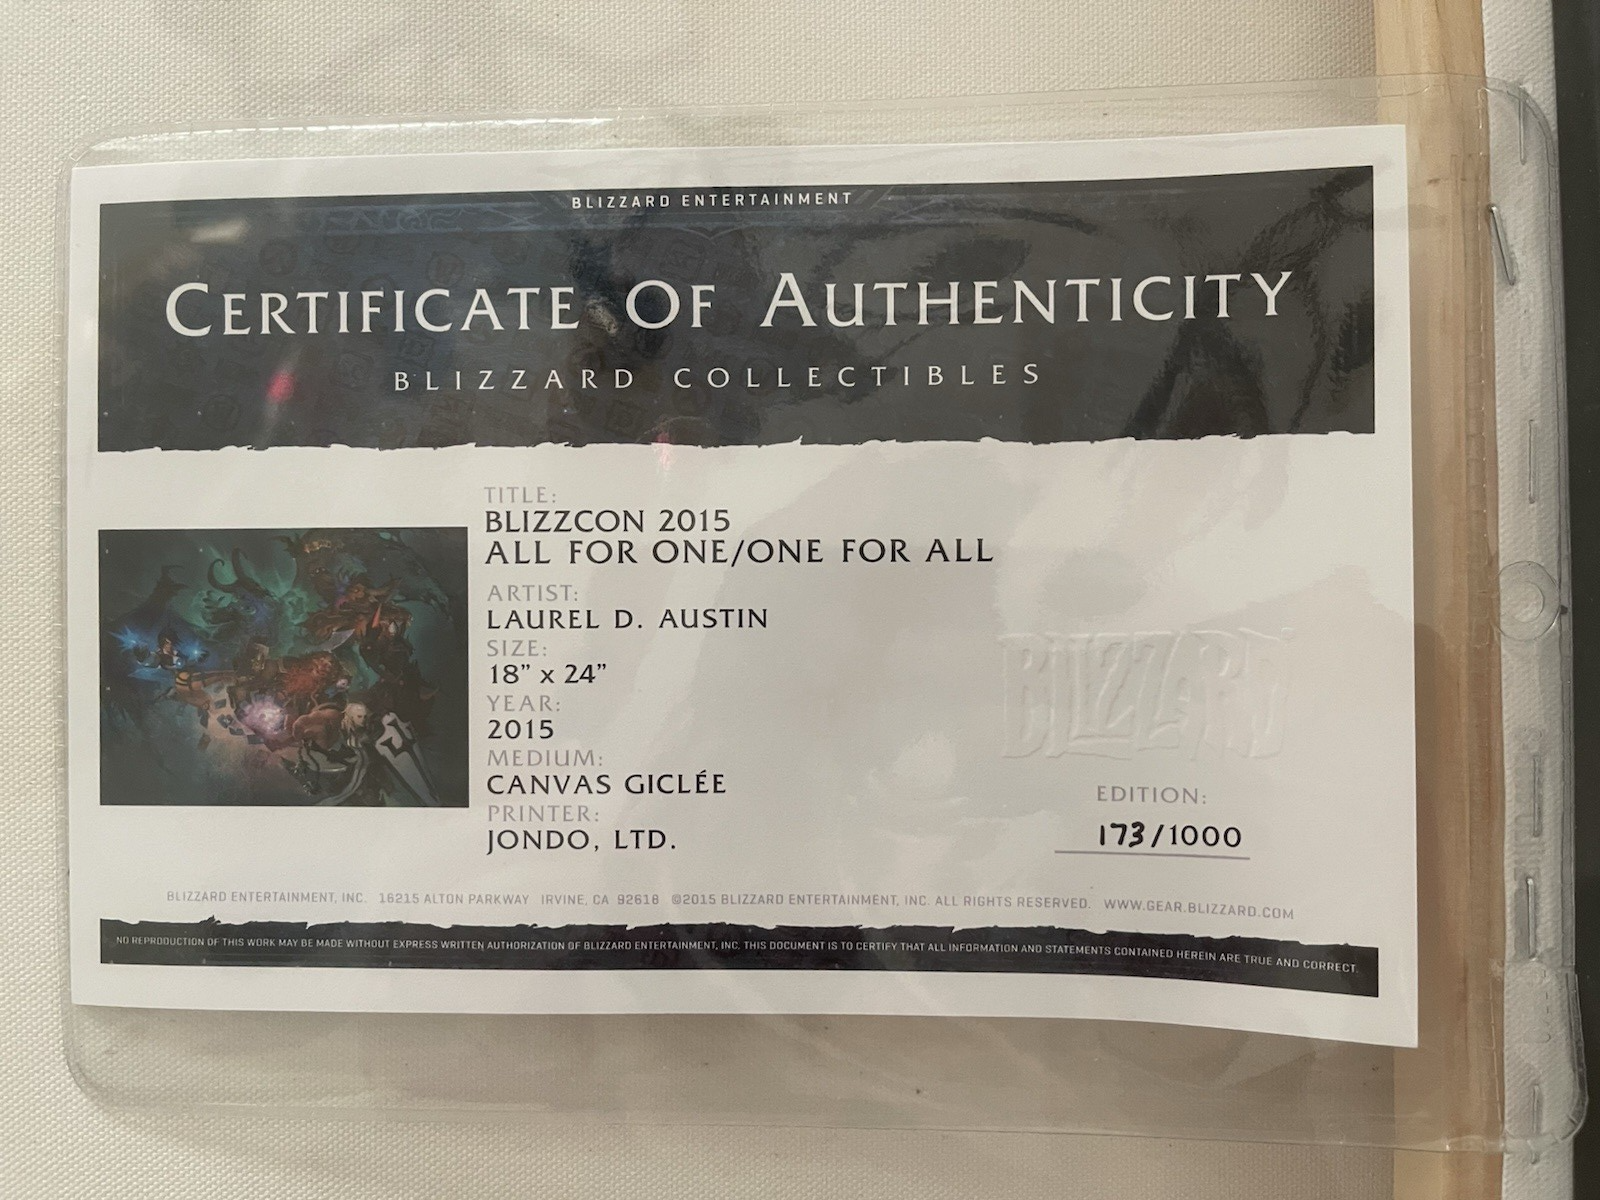 BLIZZARD ENTERTAINMENT
CERTIFICATE OF AUTHENTICITY
BLIZZARD COLLECTIBLES
TITLE:
BLIZZCON 2015
ALL FOR ONE/ONE FOR ALL
ARTIST:
LAUREL D. AUSTIN
SIZE:
18” x 24”
YEAR:
2015
MEDIUM:
CANVAS GICLÉE
PRINTER:
JONDO, LTD.
BLIZZARD
EDITION:
173/1000
BLIZZARD ENTERTAINMENT, INC. 16215 ALTON PARKWAY IRVINE, CA 92618 ©2015 BLIZZARD ENTERTAINMENT, INC. ALL RIGHTS RESERVED. WWW.GEAR.BLIZZARD.COM
NO REPRODUCTION OF THIS WORK MAY BE MADE WITHOUT EXPRESS WRITTEN AUTHORIZATION OF BLIZZARD ENTERTAINMENT, INC. THIS DOCUMENT IS TO CERTIFY THAT ALL INFORMATION AND STATEMENTS CONTAINED HEREIN ARE TRUE AND CORRECT.